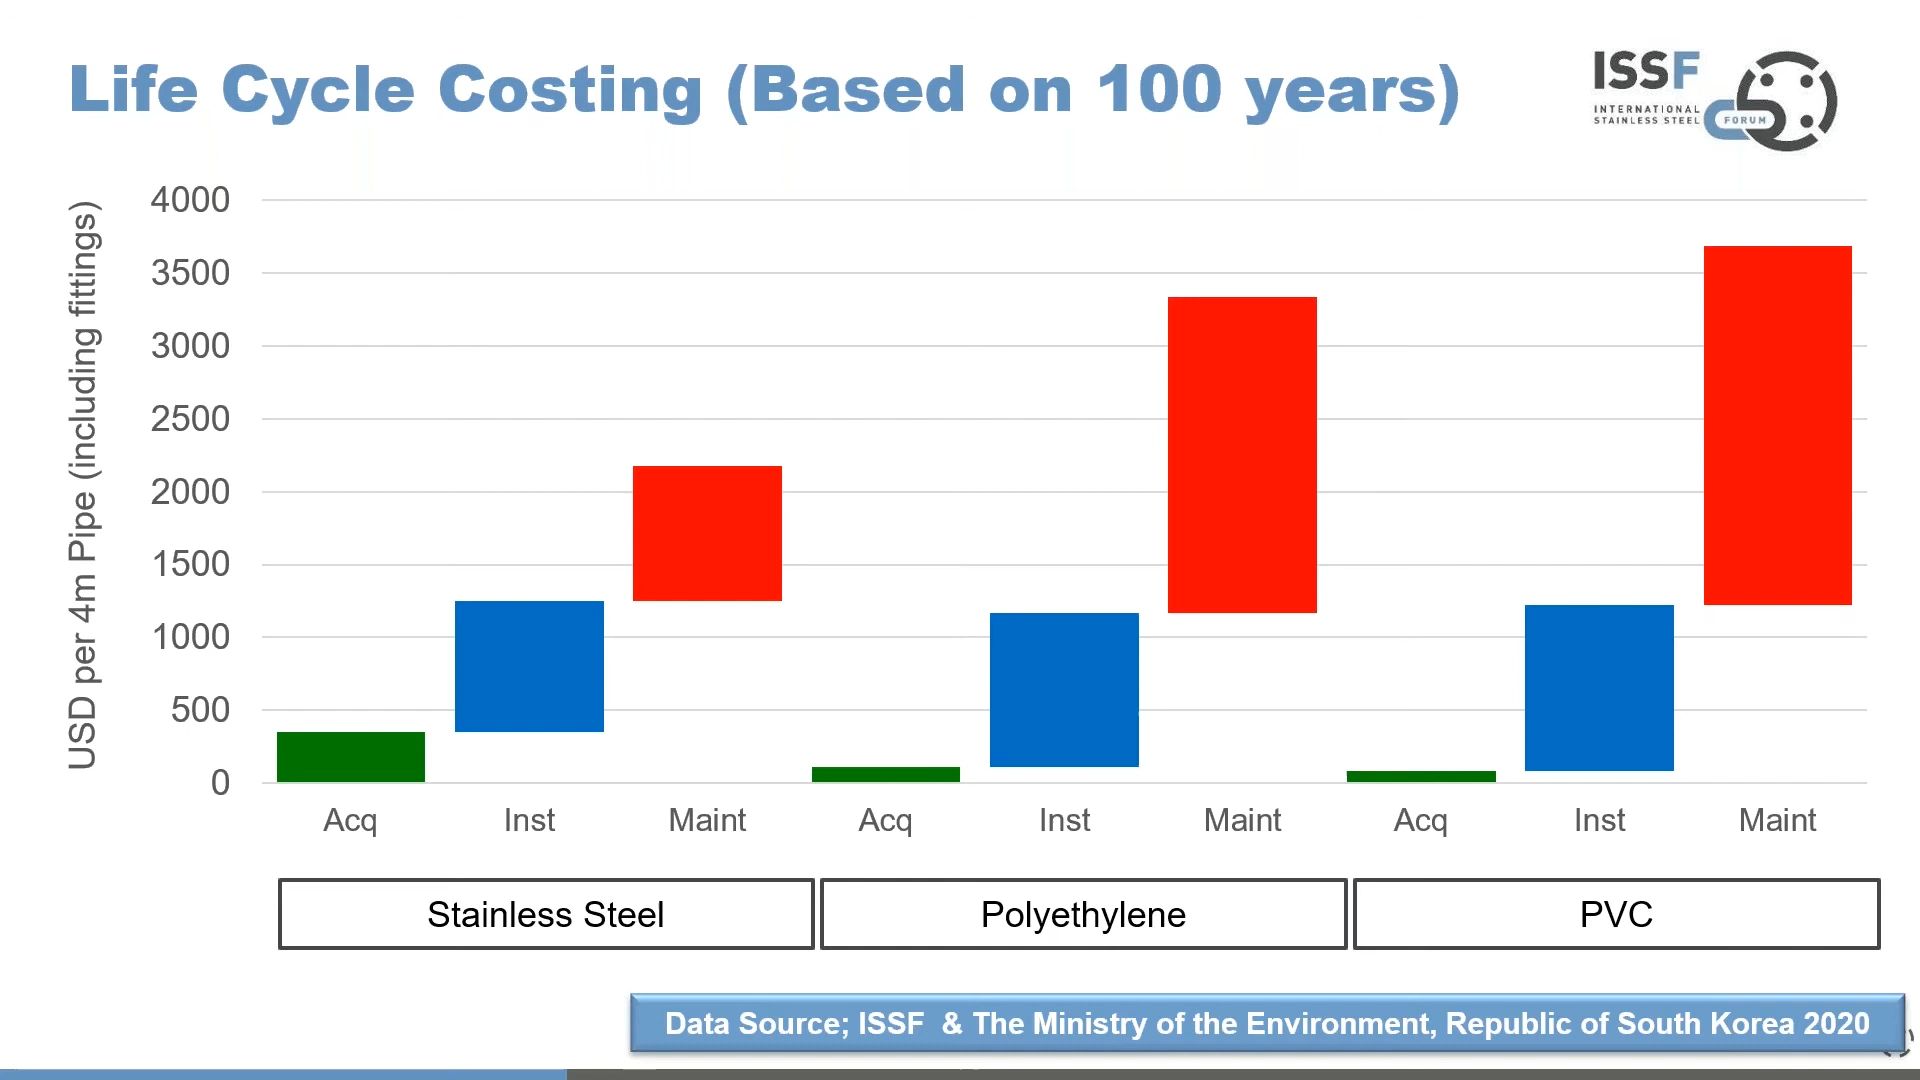 Life Cycle Costing (Based on 100 years)
ISSF
INTERNATIONAL
STAINLESS STEEL
FORUM
USD per 4m Pipe (including fittings)
4000
3500
3000
2500
2000
1500
1000
500
0
Acq Inst Maint Acq Inst Maint Acq Inst Maint
Stainless Steel Polyethylene PVC
Data Source; ISSF & The Ministry of the Environment, Republic of South Korea 2020